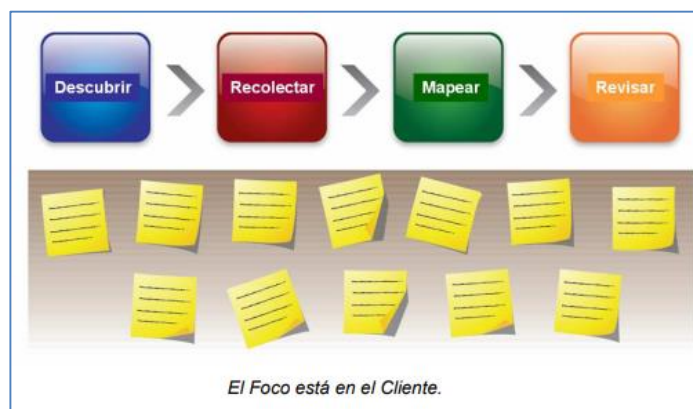 Descubrir
Recolectar
Mapear
Revisar
El Foco está en el Cliente.